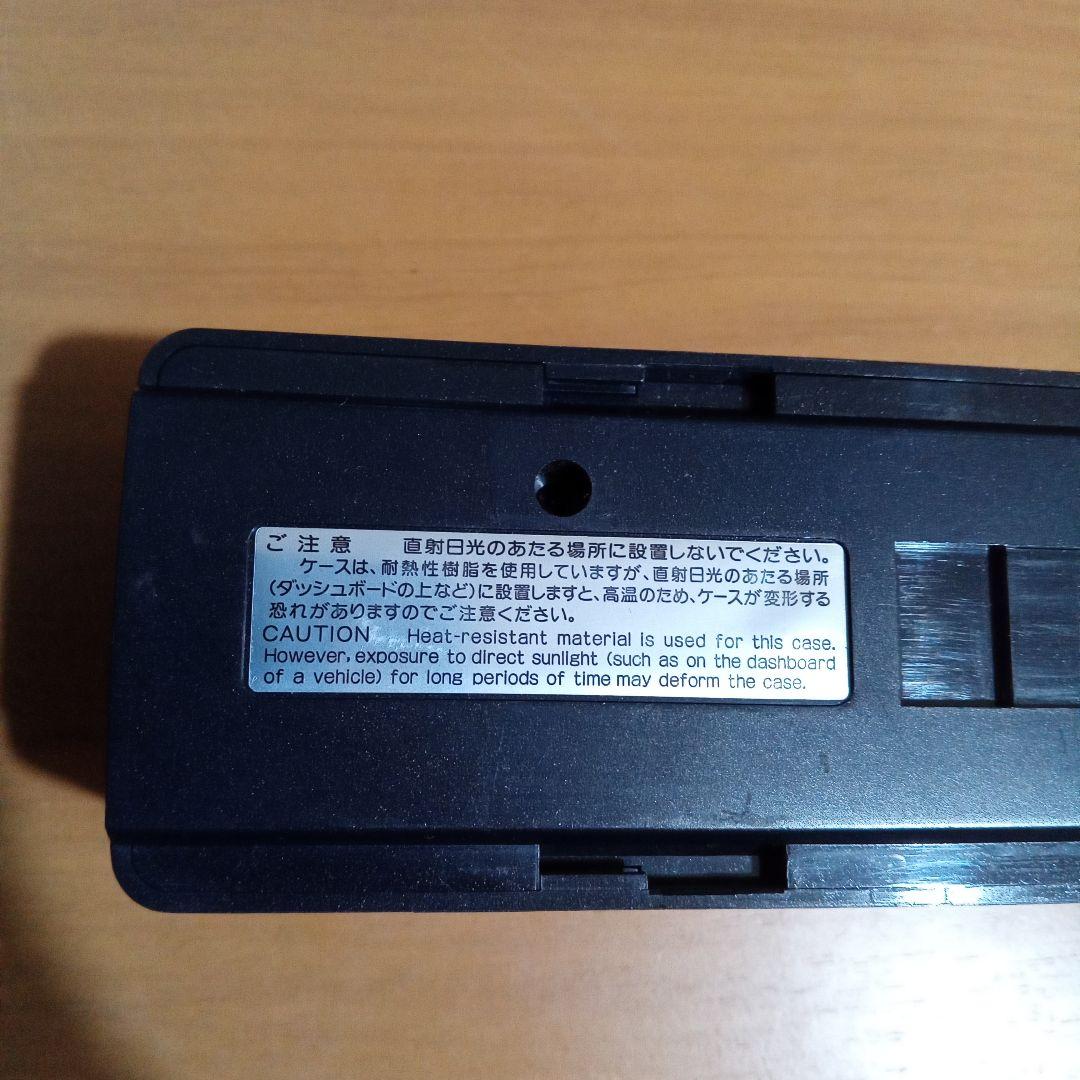 ご注意　直射日光のあたる場所に設置しないでください。
ケースは、耐熱性樹脂を使用していますが、直射日光のあたる場所
(ダッシュボードの上など)に設置しますと、高温のため、ケースが変形する
恐れがありますのでご注意ください。
CAUTION Heat-resistant material is used for this case.
However, exposure to direct sunlight (such as on the dashboard
of a vehicle) for long periods of time may deform the case.